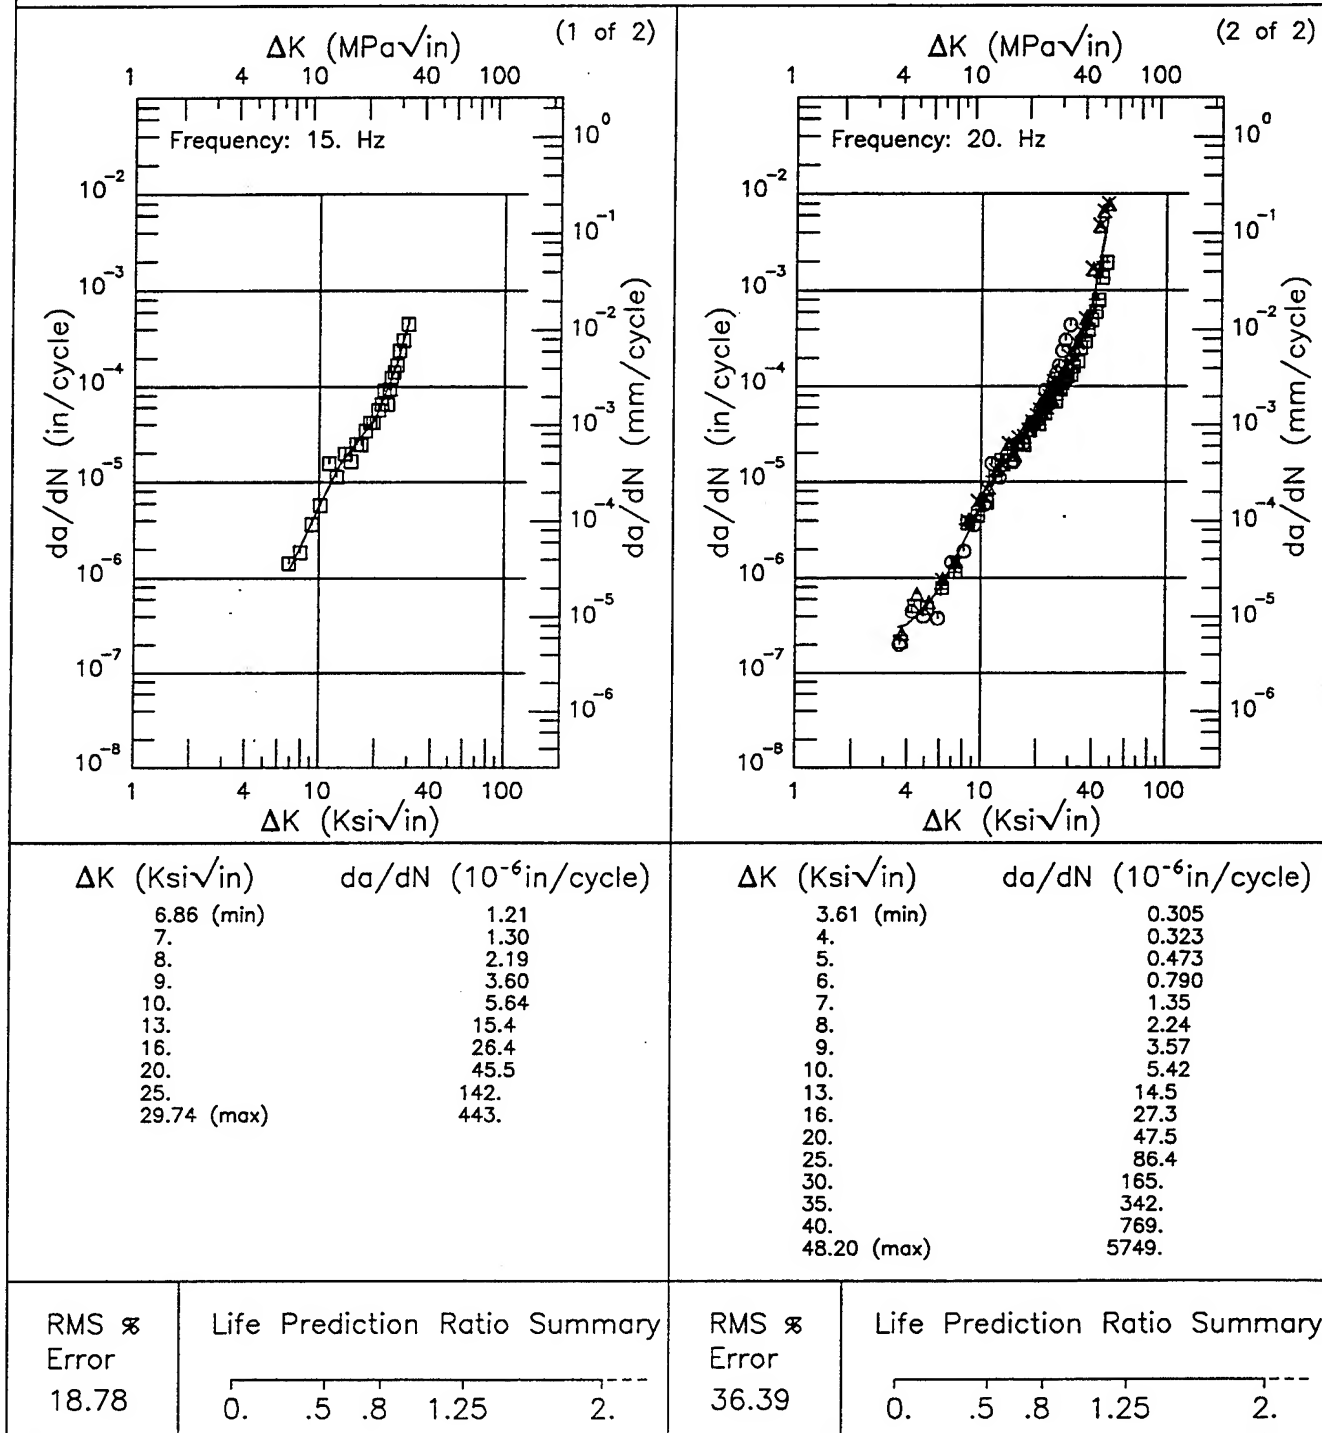 (1 of 2)
ΔK (MPa√in)
1 4 10 40 100
Frequency: 15. Hz
da/dN (in/cycle)
10⁻²
10⁻³
10⁻⁴
10⁻⁵
10⁻⁶
10⁻⁷
10⁻⁸
10⁰
10⁻¹
10⁻²
10⁻³
10⁻⁴
10⁻⁵
10⁻⁶
da/dN (mm/cycle)
1 4 10 40 100
ΔK (Ksi√in)
ΔK (Ksi√in) da/dN (10⁻⁶in/cycle)
6.86 (min) 1.21
7. 1.30
8. 2.19
9. 3.60
10. 5.64
13. 15.4
16. 26.4
20. 45.5
25. 142.
29.74 (max) 443.
RMS %
Error
18.78
Life Prediction Ratio Summary
0. .5 .8 1.25 2.
(2 of 2)
ΔK (MPa√in)
1 4 10 40 100
Frequency: 20. Hz
da/dN (in/cycle)
10⁻²
10⁻³
10⁻⁴
10⁻⁵
10⁻⁶
10⁻⁷
10⁻⁸
10⁰
10⁻¹
10⁻²
10⁻³
10⁻⁴
10⁻⁵
10⁻⁶
da/dN (mm/cycle)
1 4 10 40 100
ΔK (Ksi√in)
ΔK (Ksi√in) da/dN (10⁻⁶in/cycle)
3.61 (min) 0.305
4. 0.323
5. 0.473
6. 0.790
7. 1.35
8. 2.24
9. 3.57
10. 5.42
13. 14.5
16. 27.3
20. 47.5
25. 86.4
30. 165.
35. 342.
40. 769.
48.20 (max) 5749.
RMS %
Error
36.39
Life Prediction Ratio Summary
0. .5 .8 1.25 2.